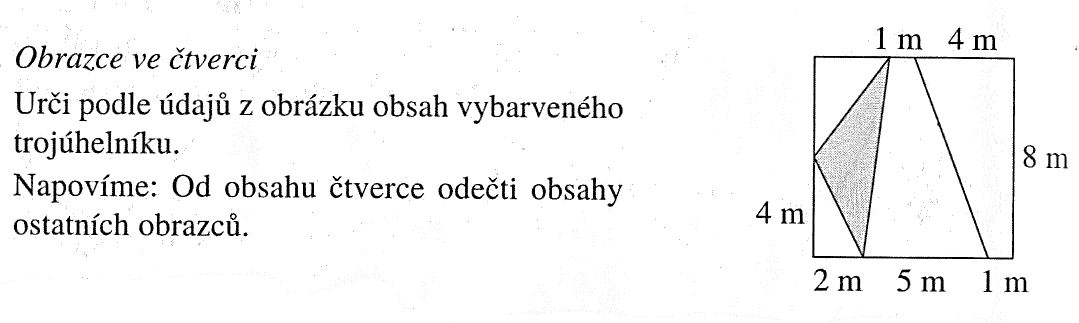 Obrazce ve čtverci
Urči podle údajů z obrázku obsah vybarveného
trojúhelníku.
Napovíme: Od obsahu čtverce odečti obsahy
ostatních obrazců.
1 m 4 m
8 m
4 m
2 m 5 m 1 m